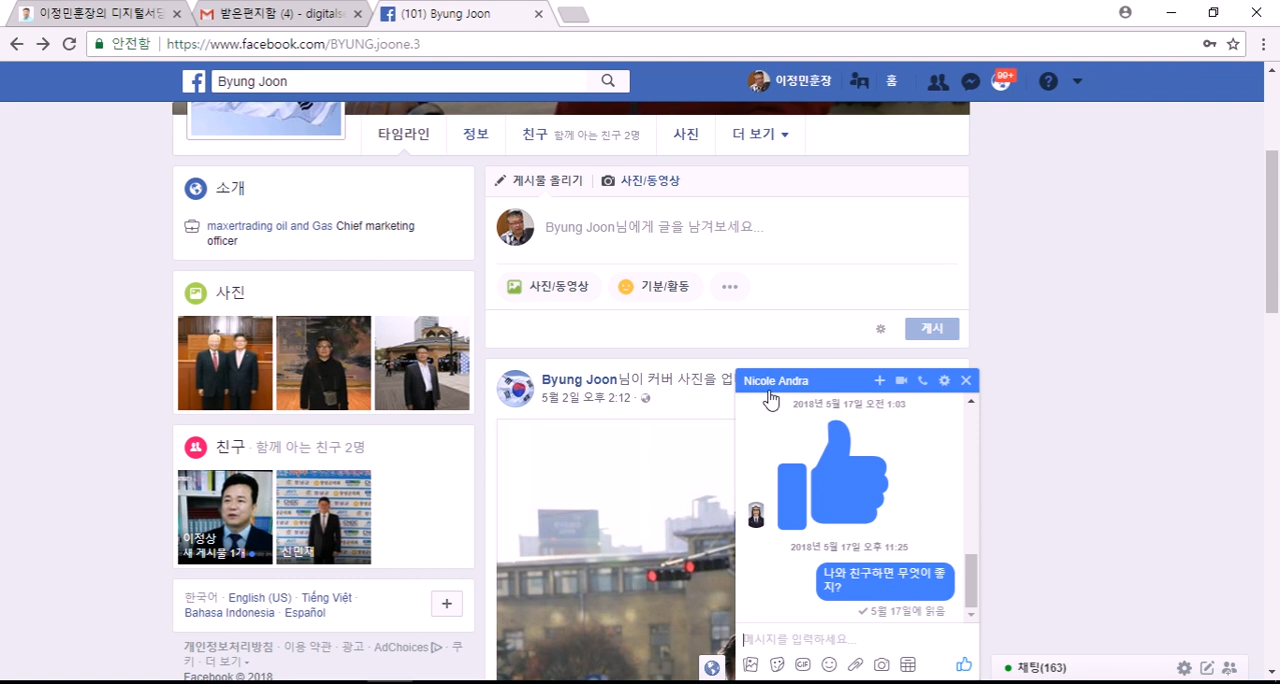 이정민훈장의 디지털서당
받은편지함 (4) - digitalse
(101) Byung Joon
안전함
https://www.facebook.com/BYUNG.joone.3
Byung Joon
이정민훈장
홈
99+
타임라인
정보
친구 함께 아는 친구 2명
사진
더 보기
소개
maxertrading oil and Gas Chief marketing
officer
사진
친구 · 함께 아는 친구 2명
이정상
새 게시물 1개
신민재
한국어 · English (US) · Tiếng Việt ·
Bahasa Indonesia · Español
개인정보처리방침 · 이용 약관 · 광고 · AdChoices · 쿠
키 · 더 보기
Facebook © 2018
게시물 올리기
사진/동영상
Byung Joon님에게 글을 남겨보세요...
사진/동영상
기분/활동
게시
Byung Joon님이 커버 사진을 업
5월 2일 오후 2:12 ·
Nicole Andra
2018년 5월 17일 오전 1:03
2018년 5월 17일 오후 11:25
나와 친구하면 무엇이 좋
지?
5월 17일에 읽음
메시지를 입력하세요...
GIF
채팅(163)